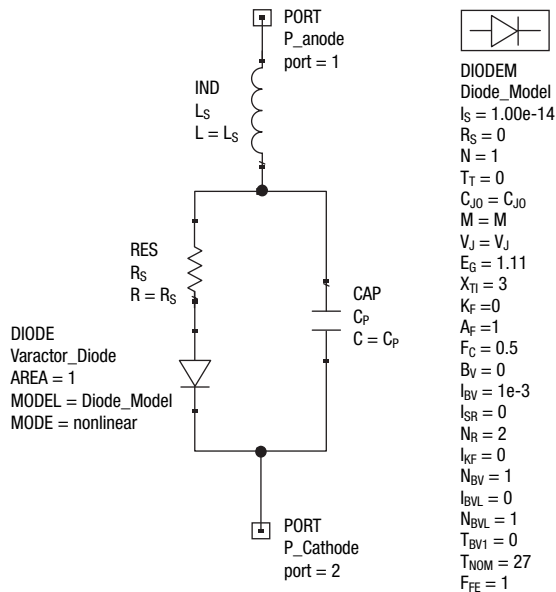 PORT
P_anode
port = 1
IND
LS
L = LS
RES
RS
R = RS
CAP
CP
C = CP
DIODE
Varactor_Diode
AREA = 1
MODEL = Diode_Model
MODE = nonlinear
PORT
P_Cathode
port = 2
DIODEM
Diode_Model
IS = 1.00e-14
RS = 0
N = 1
TT = 0
CJ0 = CJ0
M = M
VJ = VJ
EG = 1.11
XTI = 3
KF =0
AF =1
FC = 0.5
BV = 0
IBV = 1e-3
ISR = 0
NR = 2
IKF = 0
NBV = 1
IBVL = 0
NBVL = 1
TBV1 = 0
TNOM = 27
FFE = 1